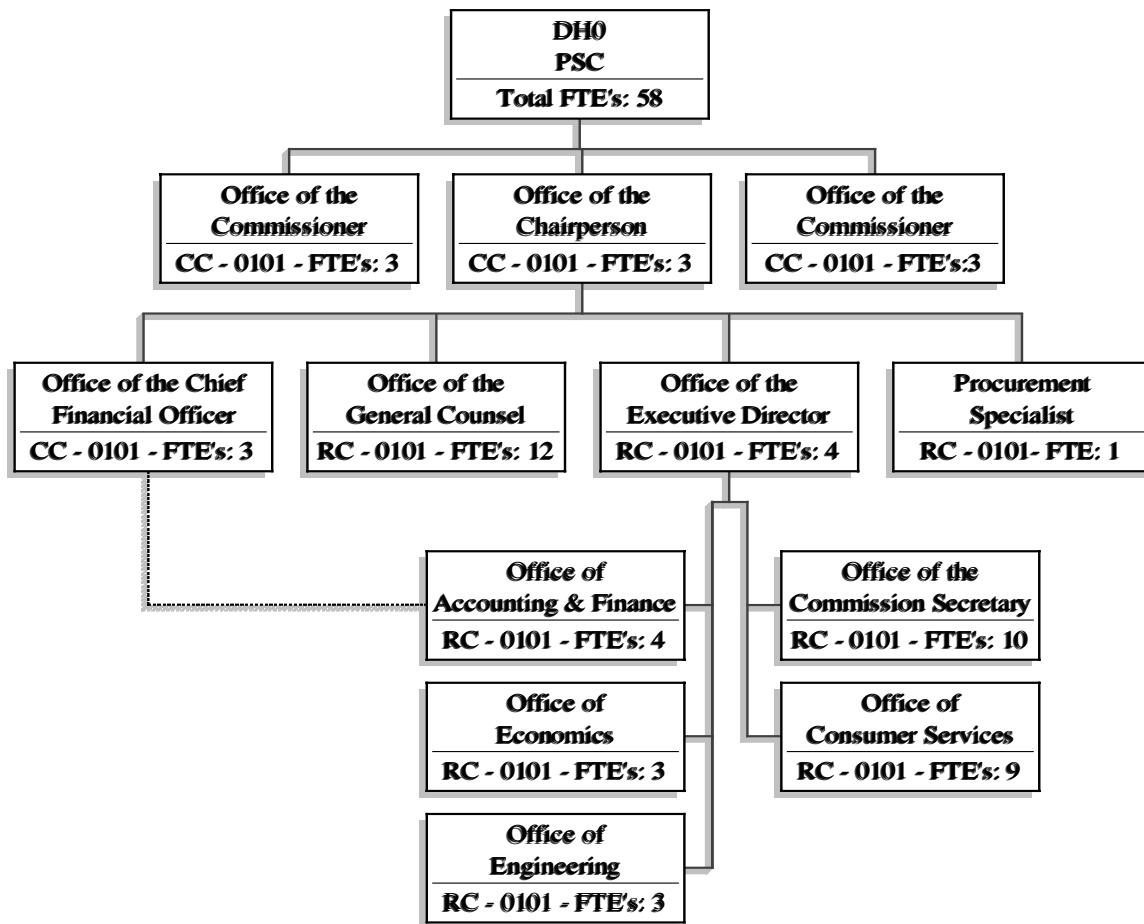 DH0
PSC
Total FTE's: 58
Office of the
Commissioner
CC - 0101 - FTE's: 3
Office of the
Chairperson
CC - 0101 - FTE's: 3
Office of the
Commissioner
CC - 0101 - FTE's:3
Office of the Chief
Financial Officer
CC - 0101 - FTE's: 3
Office of the
General Counsel
RC - 0101 - FTE's: 12
Office of the
Executive Director
RC - 0101 - FTE's: 4
Procurement
Specialist
RC - 0101- FTE: 1
Office of
Accounting & Finance
RC - 0101 - FTE's: 4
Office of the
Commission Secretary
RC - 0101 - FTE's: 10
Office of
Economics
RC - 0101 - FTE's: 3
Office of
Consumer Services
RC - 0101 - FTE's: 9
Office of
Engineering
RC - 0101 - FTE's: 3